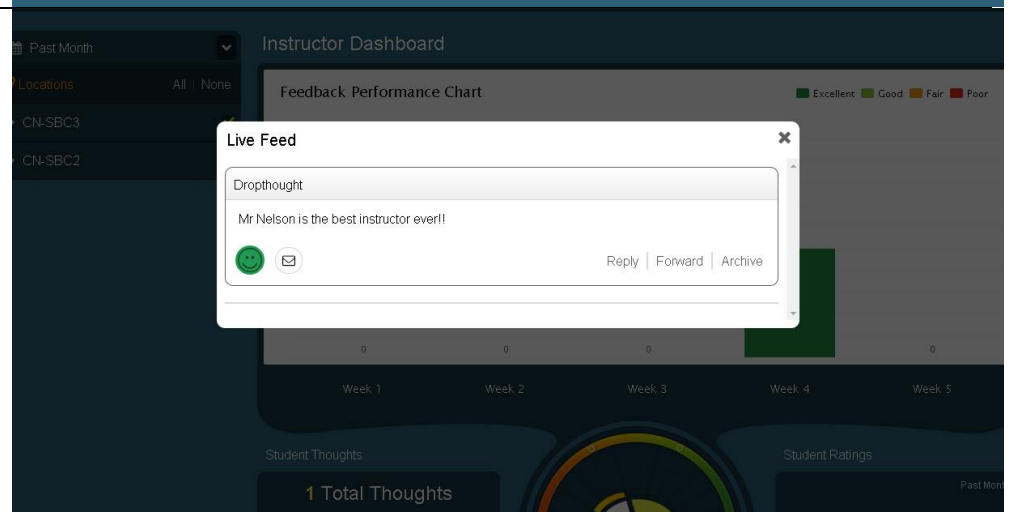 Past Month
Instructor Dashboard
Locations All | None
Feedback Performance Chart
Excellent Good Fair Poor
CN-SBC3
CN-SBC2
Live Feed
Dropthought
Mr Nelson is the best instructor ever!!
Reply | Forward | Archive
0 0 0 0
Week 1 Week 2 Week 3 Week 4 Week 5
Student Thoughts
Student Ratings
1 Total Thoughts
Past Mont